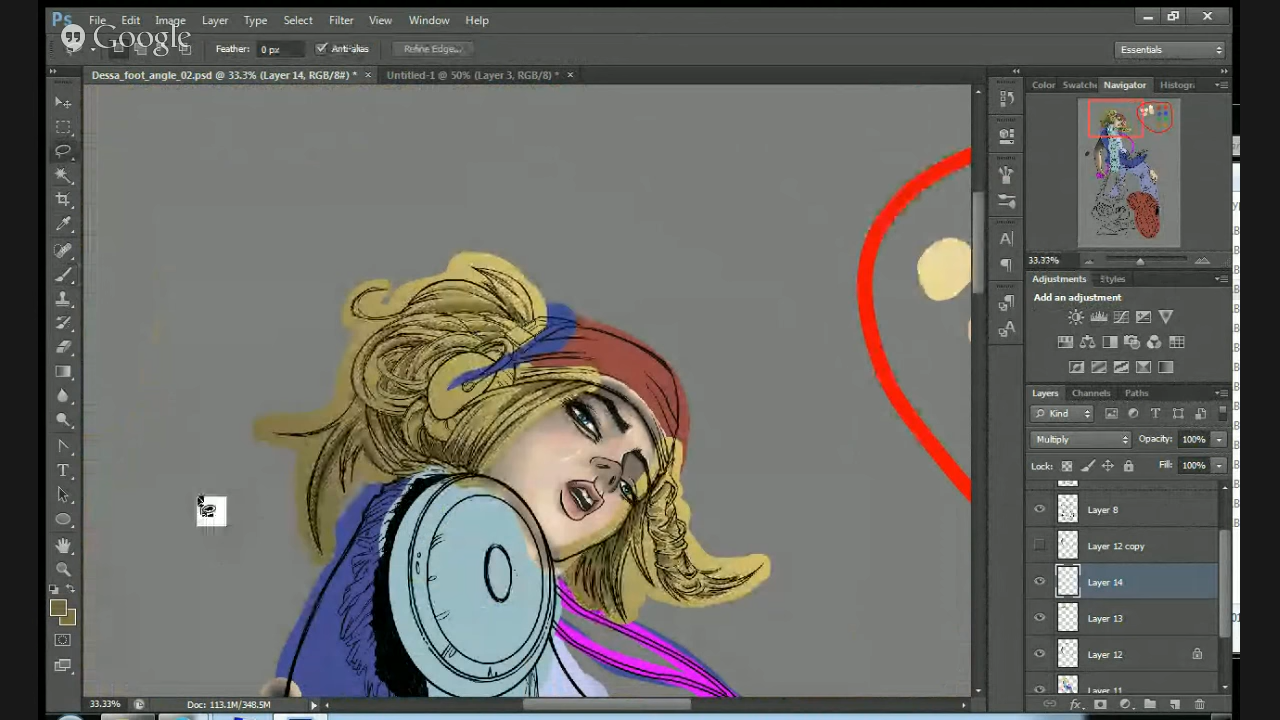 Ps File Edit Image Layer Type Select Filter View Window Help
Google
Feather: 0 px Anti-alias Refine Edge... Essentials
Dessa_foot_angle_02.psd @ 33.3% (Layer 14, RGB/8#) * × Untitled-1 @ 50% (Layer 3, RGB/8) * ×
Color Swatche Navigator Histogr
33.33%
Adjustments Styles
Add an adjustment
Layers Channels Paths
Kind
Multiply Opacity: 100%
Lock: Fill: 100%
Layer 8
Layer 12 copy
Layer 14
Layer 13
Layer 12
Layer 11
33.33% Doc: 113.1M/348.5M